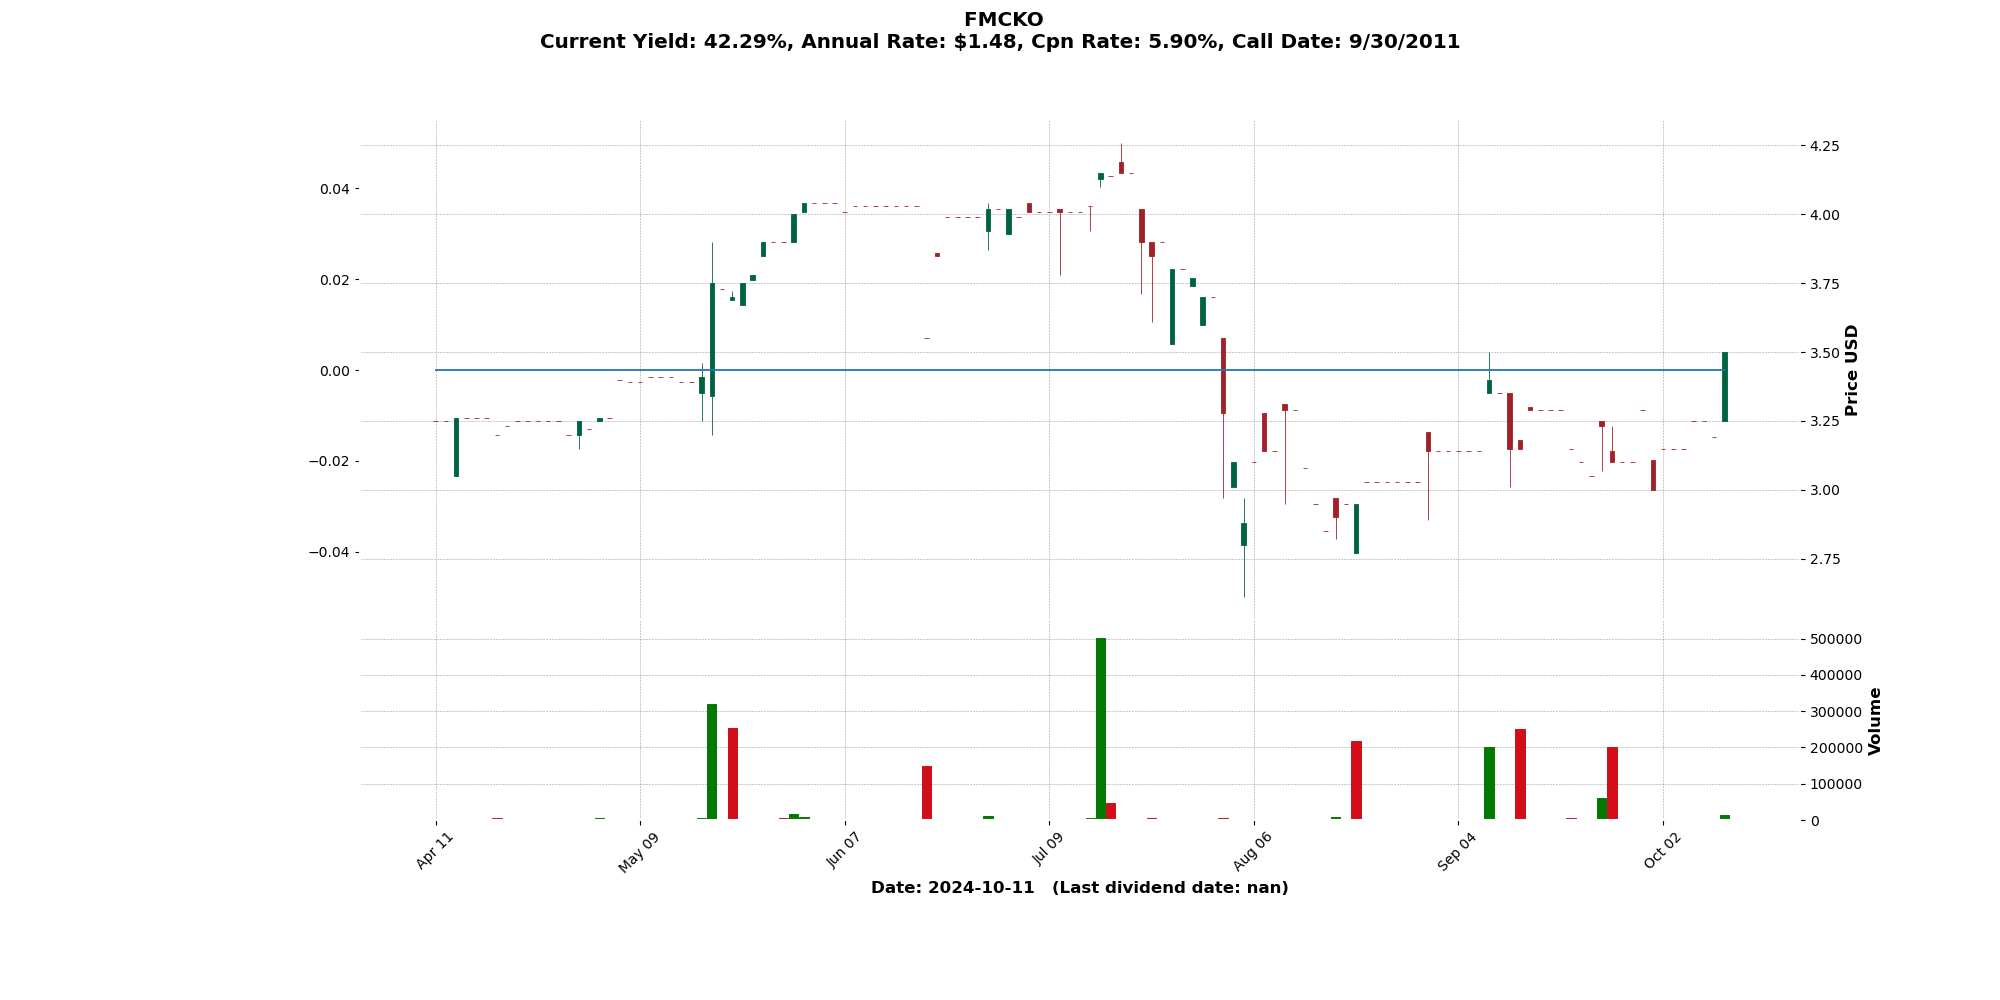 FMCKO
Current Yield: 42.29%, Annual Rate: $1.48, Cpn Rate: 5.90%, Call Date: 9/30/2011
0.04
0.02
0.00
−0.02
−0.04
4.25
4.00
3.75
3.50
3.25
3.00
2.75
Price USD
500000
400000
300000
200000
100000
0
Volume
Apr 11
May 09
Jun 07
Jul 09
Aug 06
Sep 04
Oct 02
Date: 2024-10-11 (Last dividend date: nan)